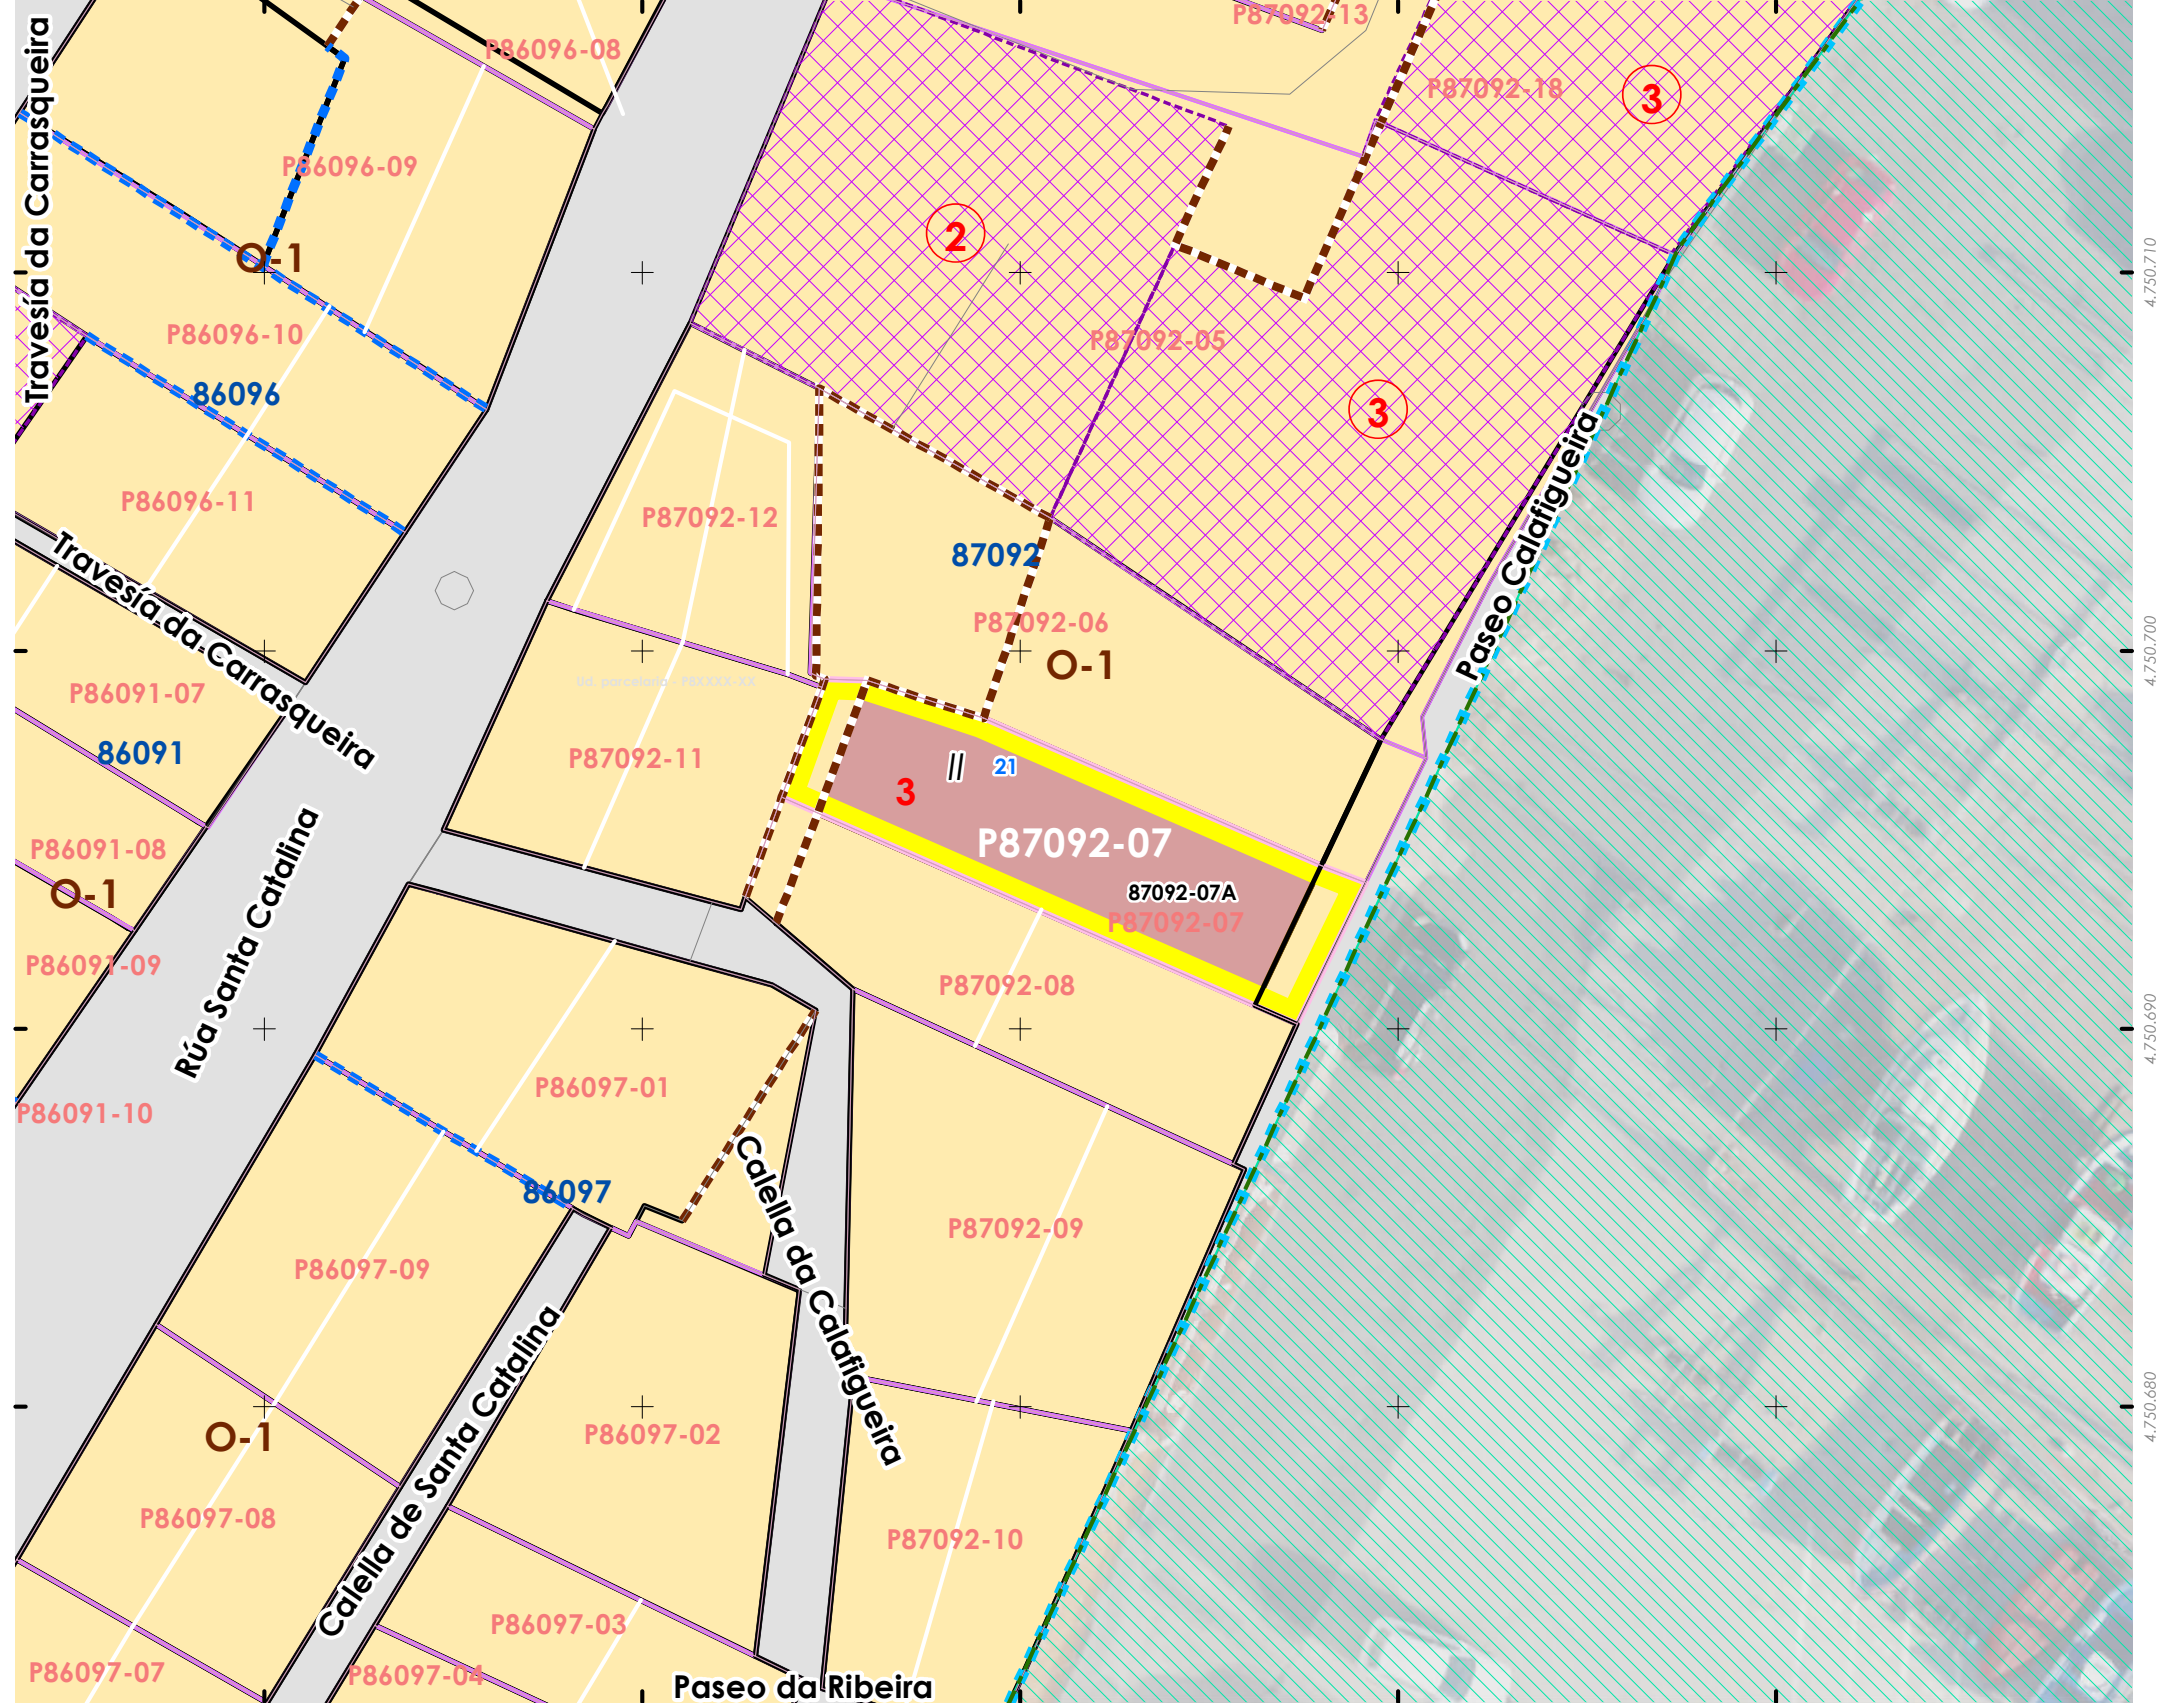 P87092-13
P86096-08
P87092-18
3
Travesía da Carrasqueira
P86096-09
2
O-1
4.750.710
P86096-10
P87092-05
86096
3
P86096-11
P87092-12
Paseo Calafigueira
87092
Travesía da Carrasqueira
P87092-06
O-1
4.750.700
Ud. parcelaria - P8XXXX-XX
P86091-07
86091
P87092-11
|| 21
3
P87092-07
P86091-08
O-1
87092-07A
P87092-07
Rúa Santa Catalina
P86091-09
P87092-08
4.750.690
P86091-10
P86097-01
86097
Calella da Calafigueira
P87092-09
P86097-09
4.750.680
O-1
P86097-02
Calella de Santa Catalina
P86097-08
P87092-10
P86097-03
P86097-07
P86097-04
Paseo da Ribeira